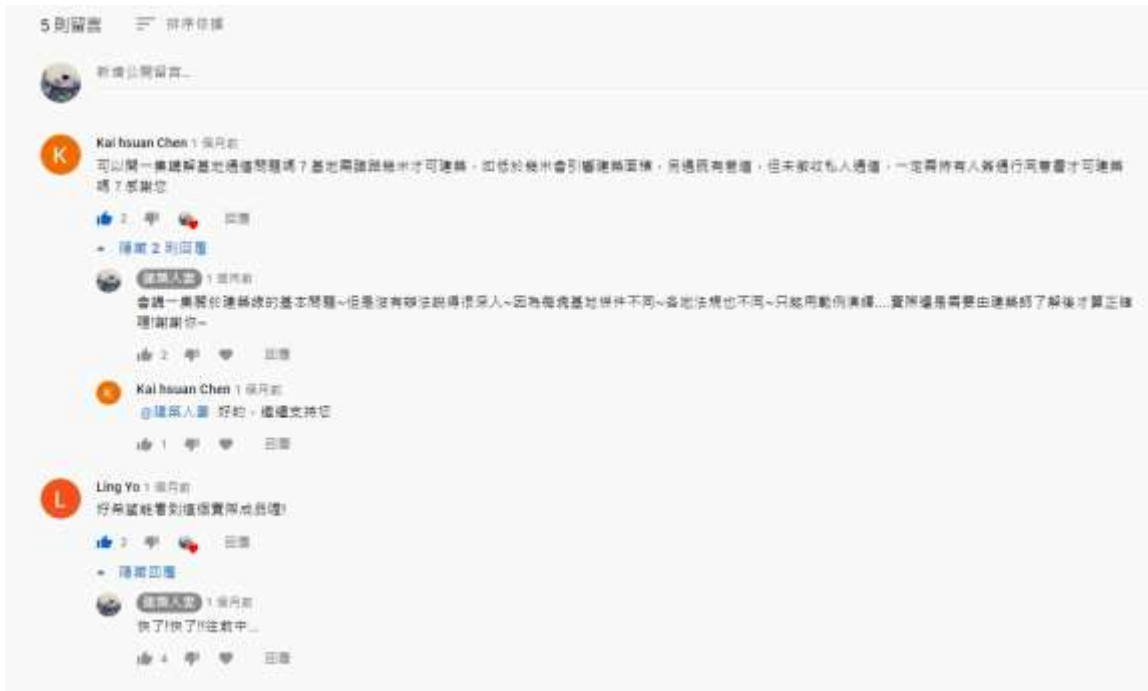 5 則留言
排序依據
新增公開留言...
K
Kai hsuan Chen 1 個月前
可以開一集講解基地通道問題嗎？基地需臨路幾米才可建築，如低於幾米會引響建築面積，另過既有巷道，但未徵收私人通道，一定需持有人簽通行同意書才可建築
嗎？感謝您
2
回覆
隱藏 2 則回覆
建築人蓋 1 個月前
會講一集關於建築線的基本問題~但是沒有辦法說得很深入~因為每塊基地條件不同~各地法規也不同~只能用範例演繹....實際還是需要由建築師了解後才算正確
喔!謝謝你~
2
回覆
K
Kai hsuan Chen 1 個月前
@建築人蓋 好的，繼續支持您
1
回覆
L
Ling Yo 1 個月前
好希望能看到這個實際成品喔!
回覆
隱藏回覆
建築人蓋 1 個月前
快了!快了!!往前中...
4
回覆